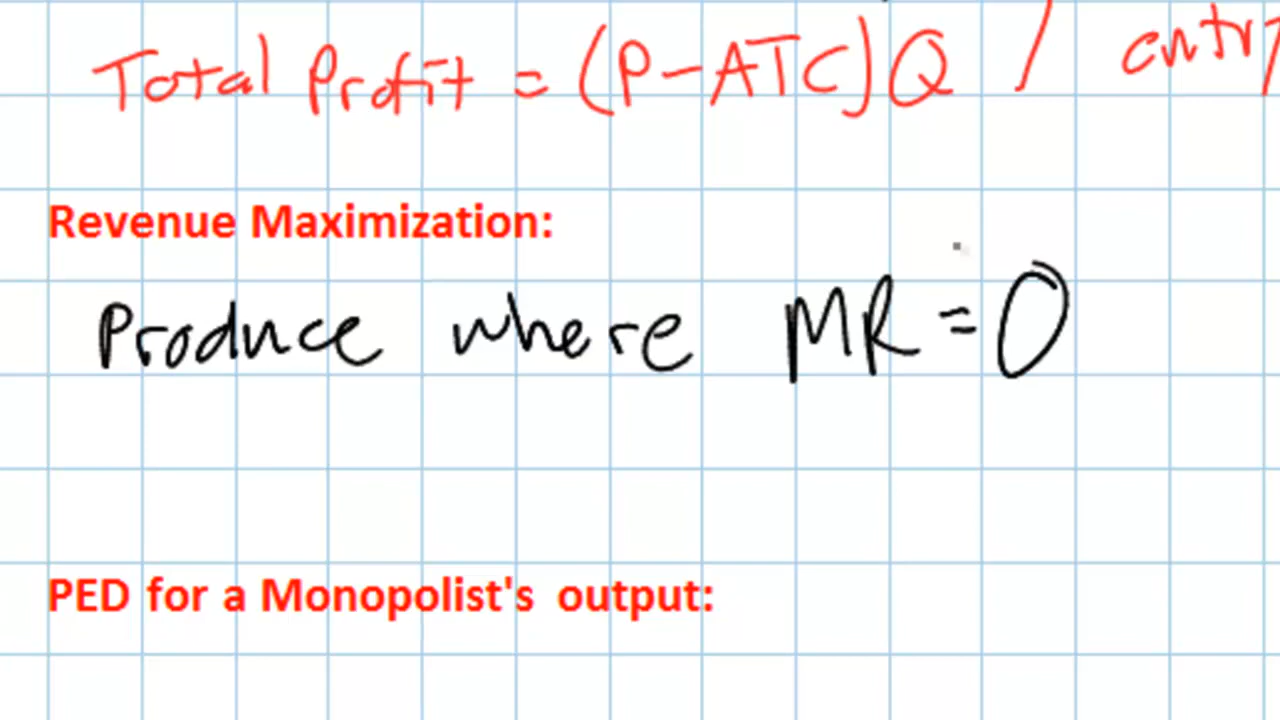 Total Profit = (P-ATC)Q
Revenue Maximization:
Produce where MR=0
PED for a Monopolist's output: